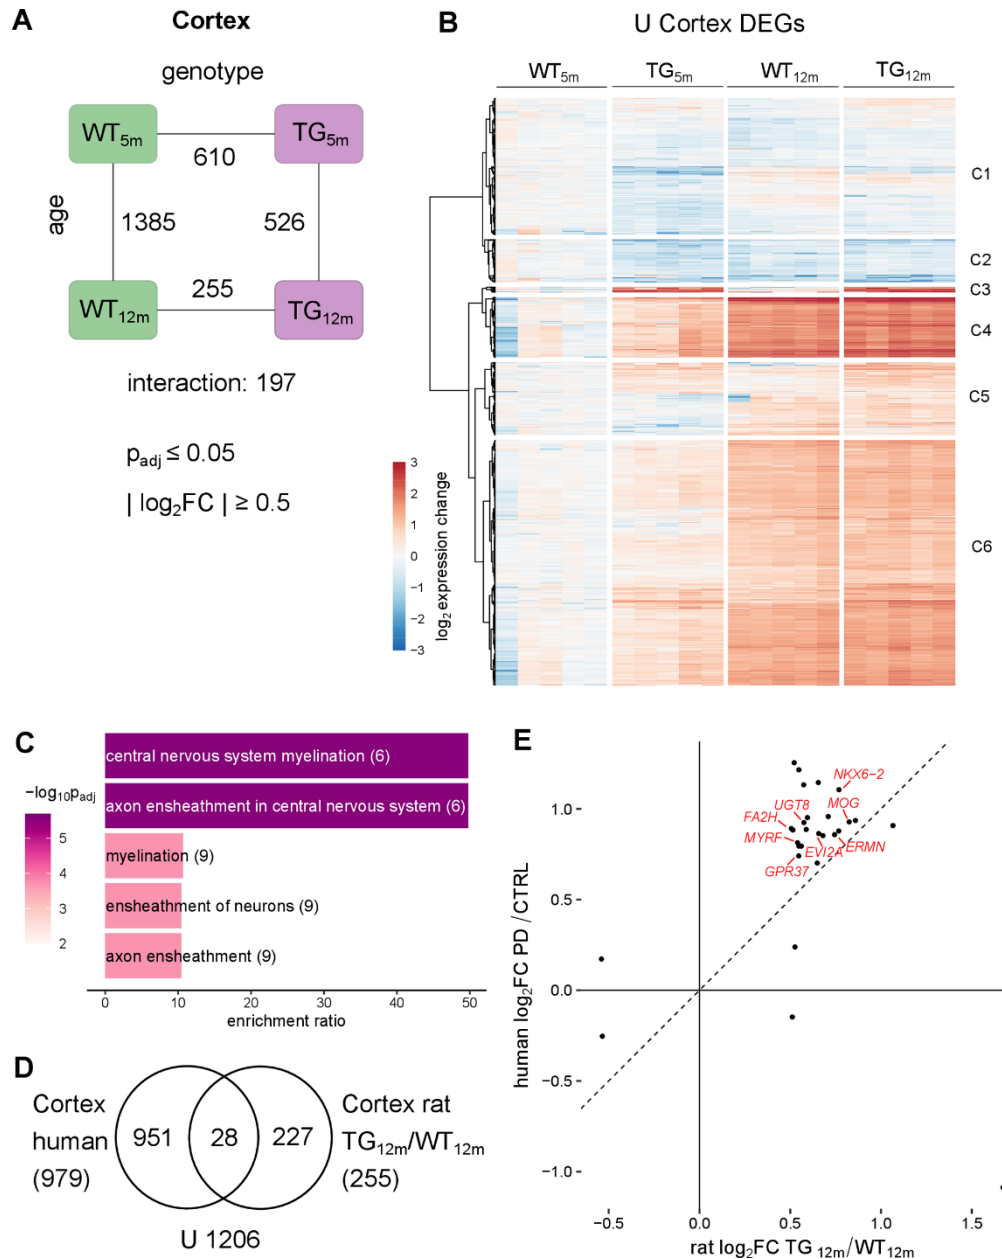 A
Cortex
genotype
age
WT5m
TG5m
610
1385
526
255
WT12m
TG12m
interaction: 197
padj ≤ 0.05
| log2FC | ≥ 0.5
B
U Cortex DEGs
WT5m
TG5m
WT12m
TG12m
C1
C2
C3
C4
C5
C6
3
2
1
0
−1
−2
−3
log2 expression change
C
−log10padj
5
4
3
2
central nervous system myelination (6)
axon ensheathment in central nervous system (6)
myelination (9)
ensheathment of neurons (9)
axon ensheathment (9)
0
10
20
30
40
50
enrichment ratio
D
Cortex
human
(979)
951
28
227
Cortex rat
TG12m/WT12m
(255)
U 1206
E
human log2FC PD / CTRL
1.0
0.5
0.0
−0.5
−1.0
NKX6−2
UGT8
MOG
FA2H
MYRF
EVI2A
ERMN
GPR37
−0.5
0.0
0.5
1.0
1.5
rat log2FC TG 12m/WT12m